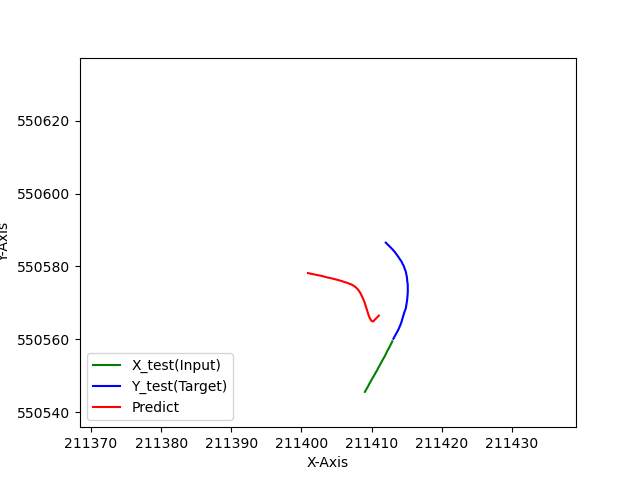 550620
550600
550580
550560
550540
Y-Axis
X_test(Input)
Y_test(Target)
Predict
211370 211380 211390 211400 211410 211420 211430
X-Axis